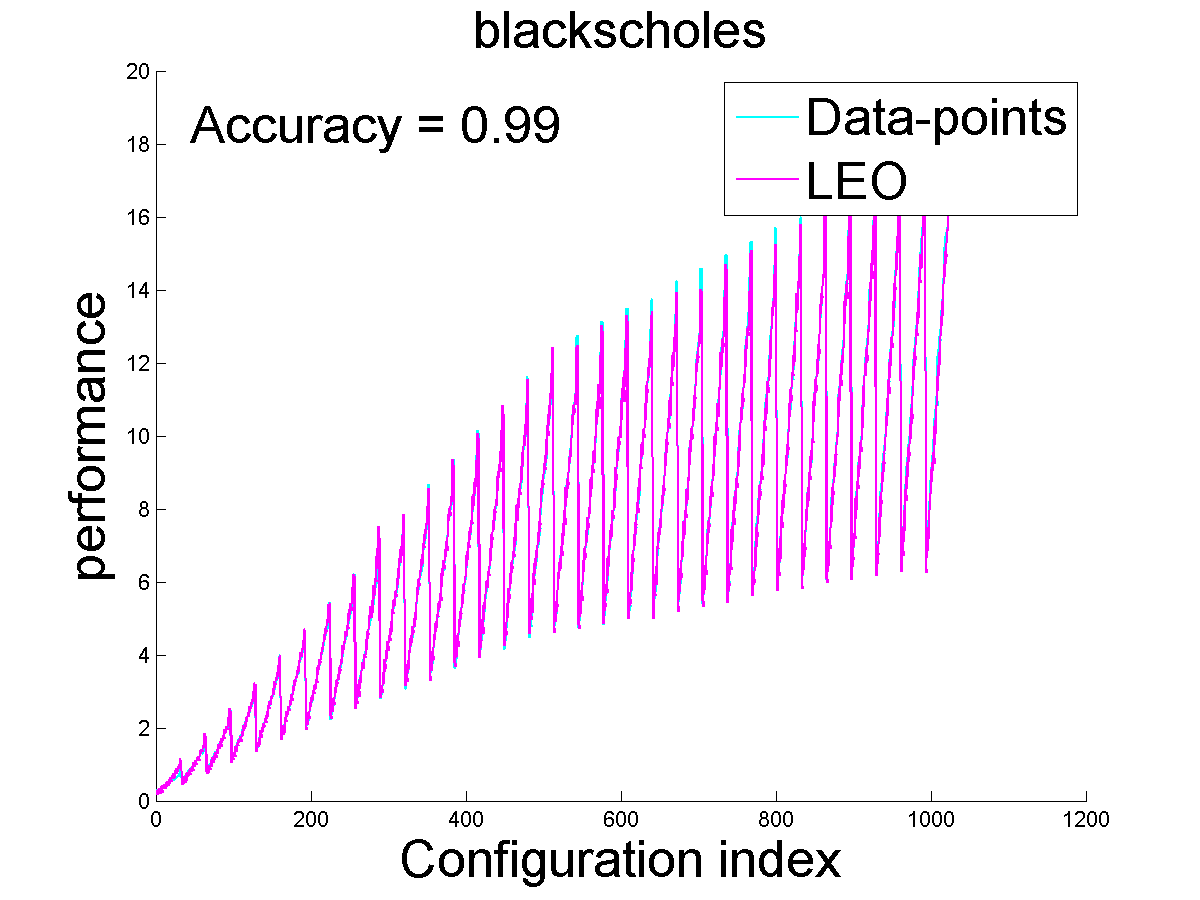 blackscholes
Accuracy = 0.99
Data-points
LEO
performance
20
18
16
14
12
10
8
6
4
2
0
0 200 400 600 800 1000 1200
Configuration index